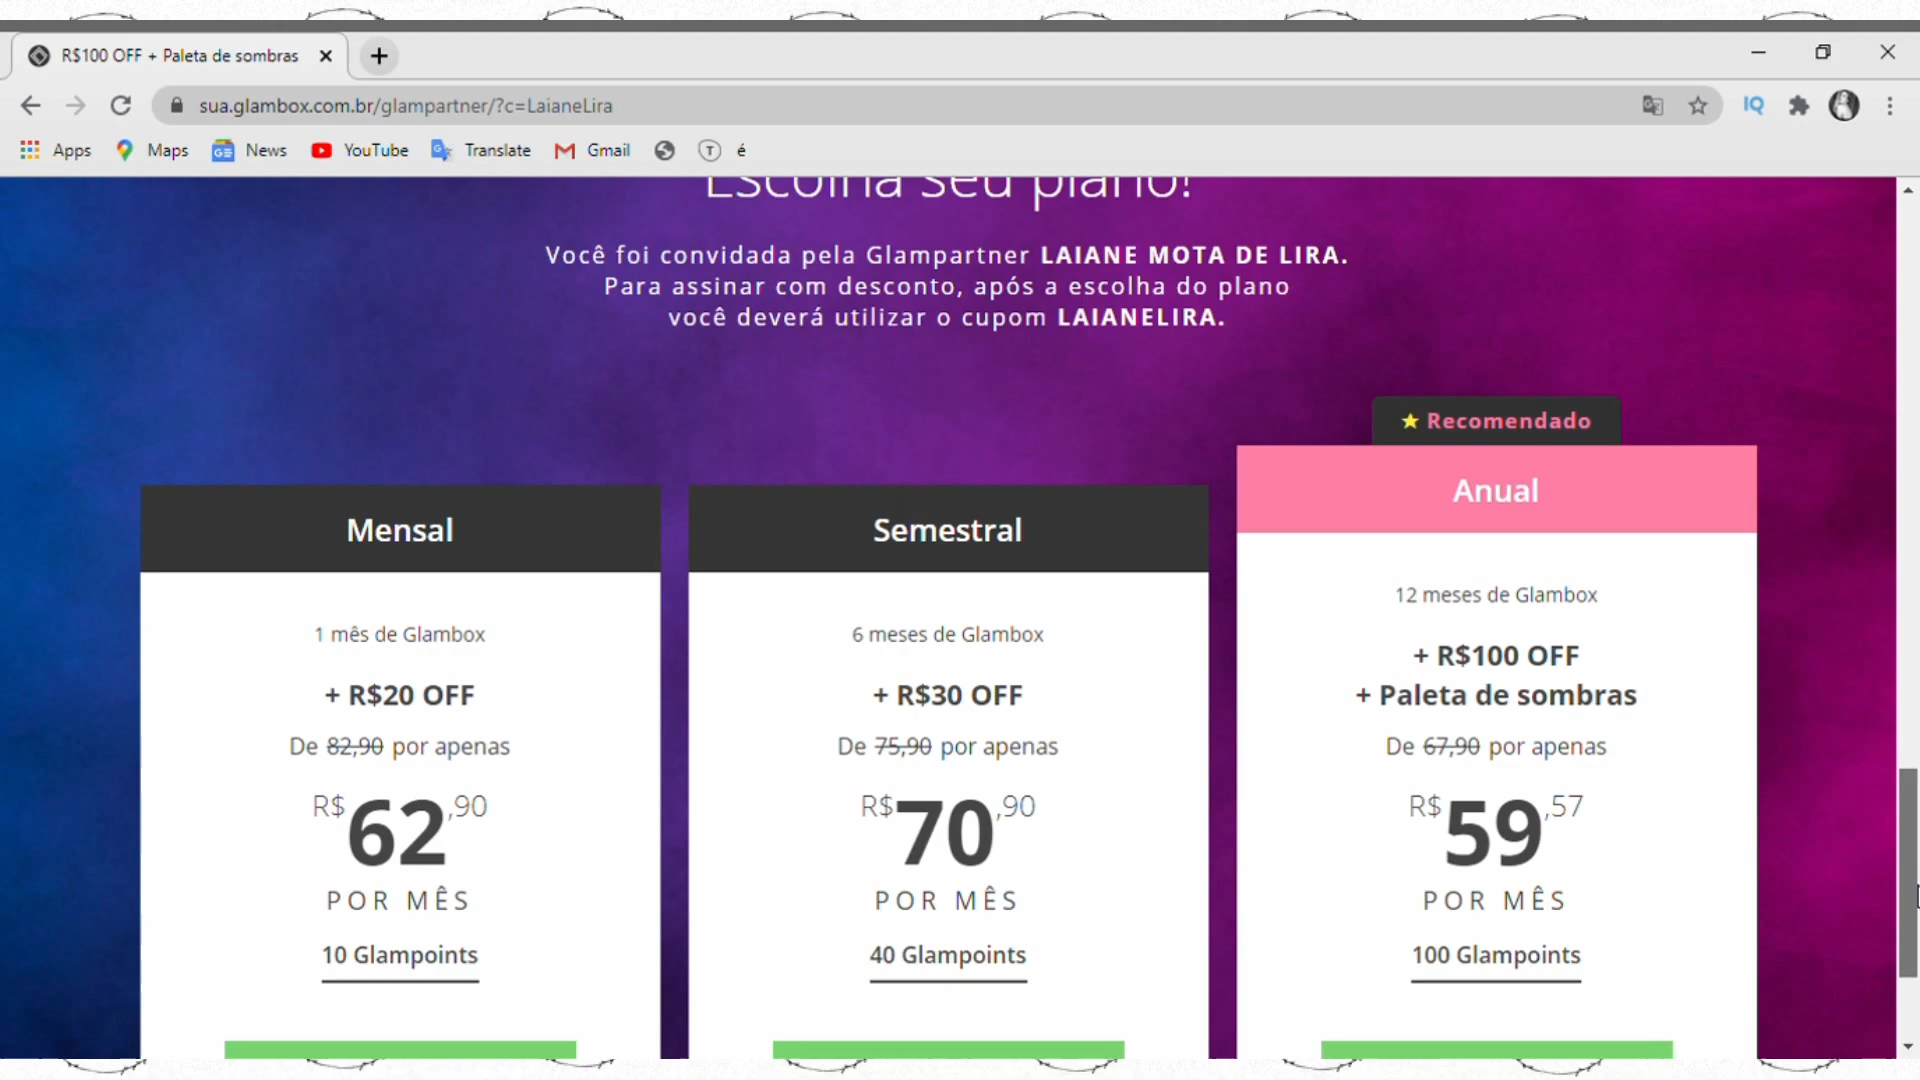 R$100 OFF + Paleta de sombras
sua.glambox.com.br/glampartner/?c=LaianeLira
IQ
Apps
Maps
News
YouTube
Translate
Gmail
T
é
Escolha seu plano!
Você foi convidada pela Glampartner LAIANE MOTA DE LIRA.
Para assinar com desconto, após a escolha do plano
você deverá utilizar o cupom LAIANELIRA.
Mensal
1 mês de Glambox
+ R$20 OFF
De 82,90 por apenas
R$62,90
POR MÊS
10 Glampoints
Semestral
6 meses de Glambox
+ R$30 OFF
De 75,90 por apenas
R$70,90
POR MÊS
40 Glampoints
★ Recomendado
Anual
12 meses de Glambox
+ R$100 OFF
+ Paleta de sombras
De 67,90 por apenas
R$59,57
POR MÊS
100 Glampoints